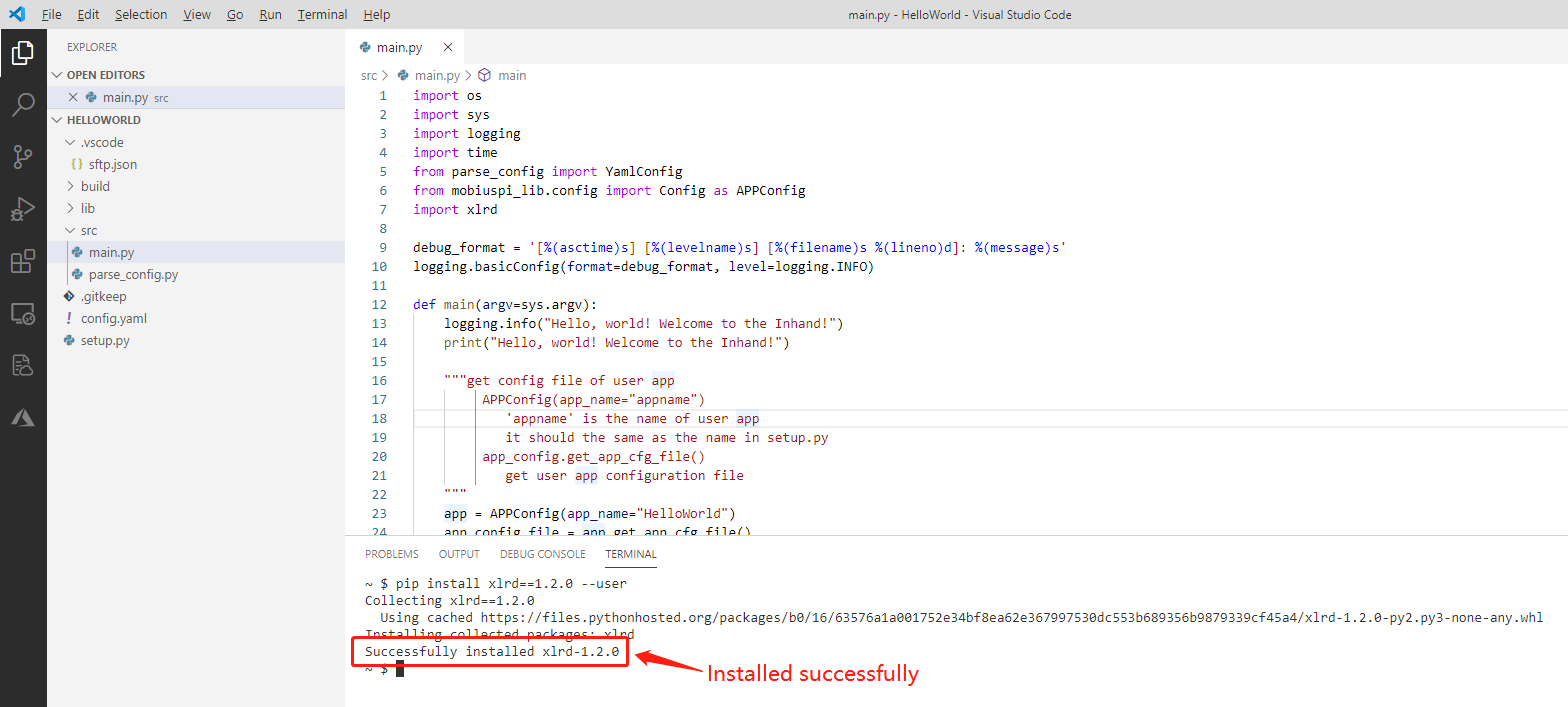 File Edit Selection View Go Run Terminal Help
main.py - HelloWorld - Visual Studio Code
EXPLORER
OPEN EDITORS
main.py src
HELLOWORLD
.vscode
{} sftp.json
build
lib
src
main.py
parse_config.py
.gitkeep
! config.yaml
setup.py
main.py
src > main.py > main
1 import os
2 import sys
3 import logging
4 import time
5 from parse_config import YamlConfig
6 from mobiuspi_lib.config import Config as APPConfig
7 import xlrd
8
9 debug_format = '[%(asctime)s] [%(levelname)s] [%(filename)s %(lineno)d]: %(message)s'
10 logging.basicConfig(format=debug_format, level=logging.INFO)
11
12 def main(argv=sys.argv):
13 logging.info("Hello, world! Welcome to the Inhand!")
14 print("Hello, world! Welcome to the Inhand!")
15
16 """get config file of user app
17 APPConfig(app_name="appname")
18 'appname' is the name of user app
19 it should the same as the name in setup.py
20 app_config.get_app_cfg_file()
21 get user app configuration file
22 """
23 app = APPConfig(app_name="HelloWorld")
24 app_config_file = app.get_app_cfg_file()
PROBLEMS OUTPUT DEBUG CONSOLE TERMINAL
~ $ pip install xlrd==1.2.0 --user
Collecting xlrd==1.2.0
Using cached https://files.pythonhosted.org/packages/b0/16/63576a1a001752e34bf8ea62e367997530dc553b689356b9879339cf45a4/xlrd-1.2.0-py2.py3-none-any.whl
Installing collected packages: xlrd
Successfully installed xlrd-1.2.0
~ $
Installed successfully